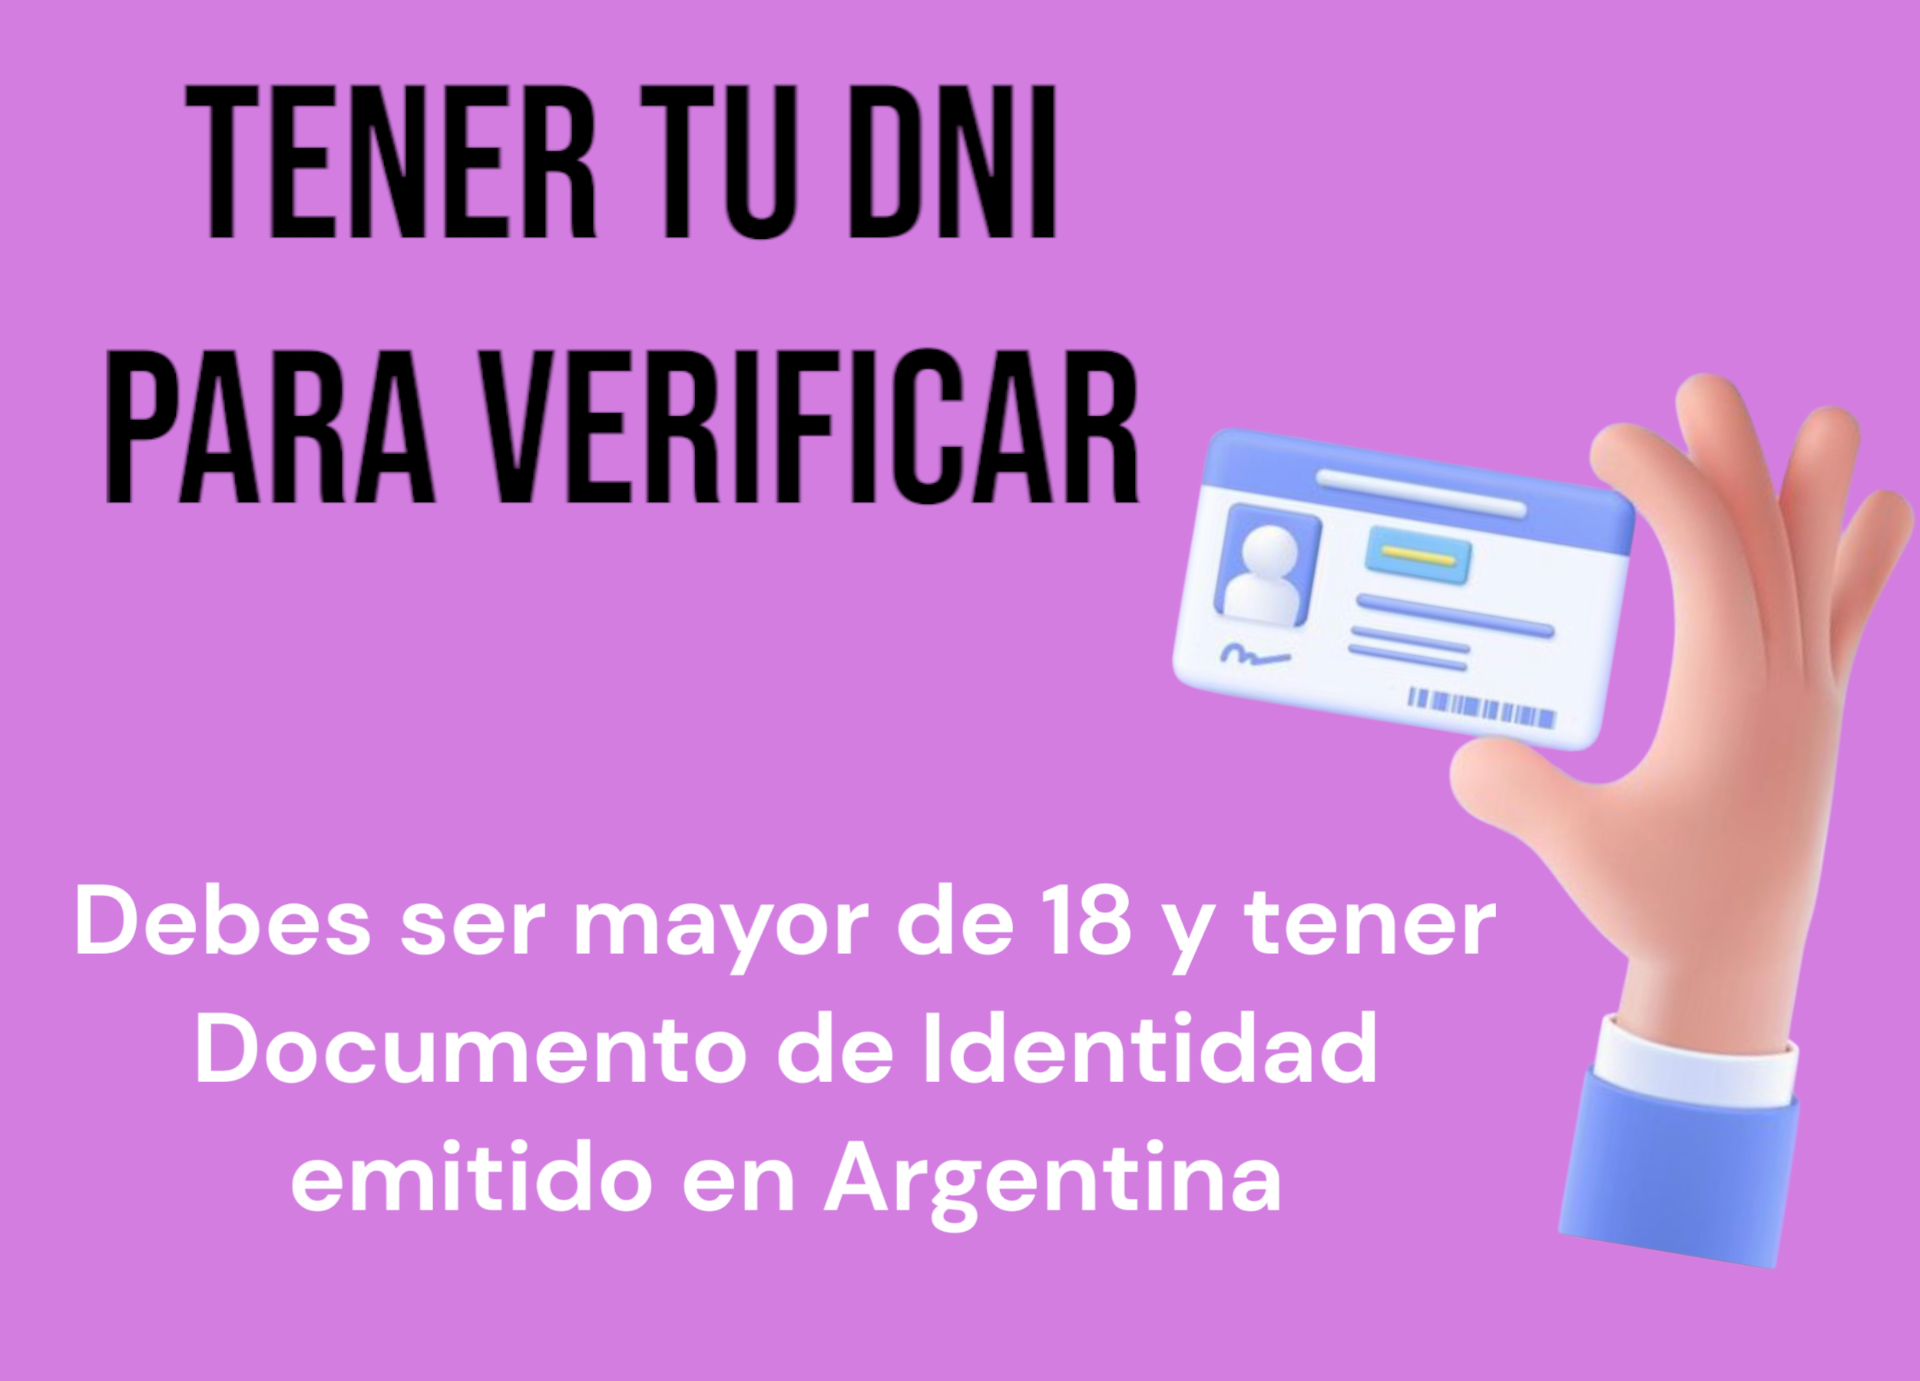 TENER TU DNI
PARA VERIFICAR
Debes ser mayor de 18 y tener
Documento de Identidad
emitido en Argentina